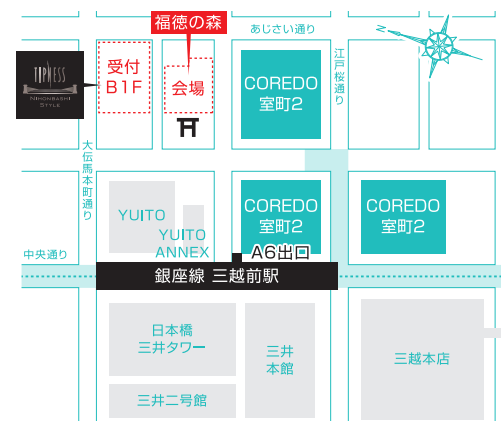 福徳の森
あじさい通り
受付
B1F
会場
COREDO
室町2
江戸桜通り
TIPNESS
NIHONBASHI
STYLE
大伝馬本町通り
YUITO
YUITO
ANNEX
COREDO
室町2
COREDO
室町2
A6出口
中央通り
銀座線 三越前駅
日本橋
三井タワー
三井
本館
三越本店
三井二号館